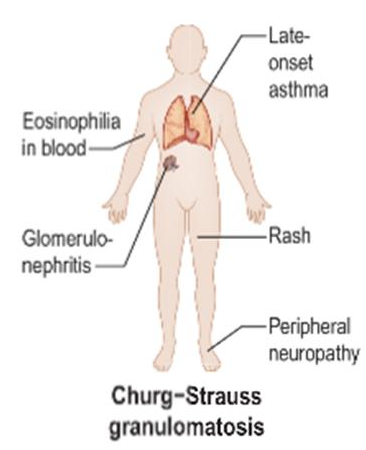 Late-
onset
asthma
Eosinophilia
in blood
Glomerulo-
nephritis
Rash
Peripheral
neuropathy
Churg–Strauss
granulomatosis